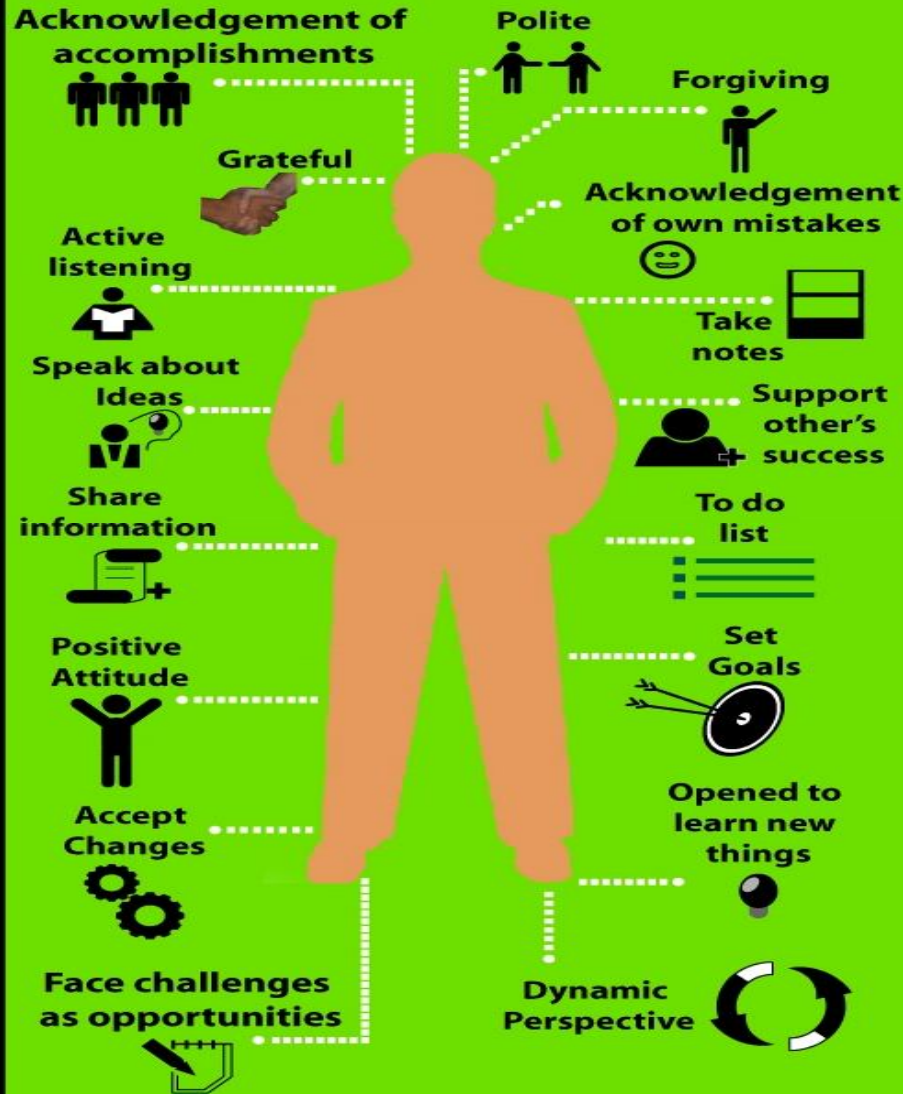 Acknowledgement of
accomplishments
Polite
Forgiving
Grateful
Acknowledgement
of own mistakes
Active
listening
Take
notes
Speak about
Ideas
Support
other's
success
Share
information
To do
list
Positive
Attitude
Set
Goals
Accept
Changes
Opened to
learn new
things
Face challenges
as opportunities
Dynamic
Perspective